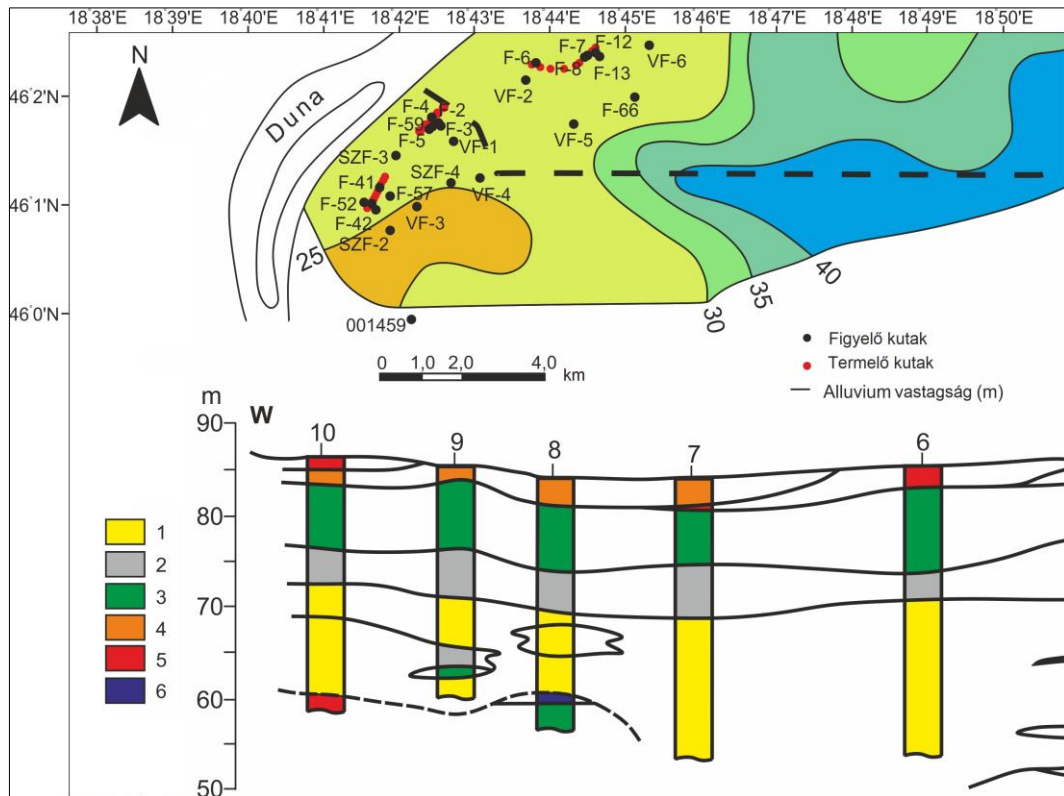 18°38'E 18°39'E 18°40'E 18°41'E 18°42'E 18°43'E 18°44'E 18°45'E 18°46'E 18°47'E 18°48'E 18°49'E 18°50'E
N
Duna
F-12
F-7
F-6
F-8
F-13
VF-6
46°2'N
VF-2
F-4
F-2
F-66
F-59
F-3
F-5
VF-1
VF-5
SZF-3
SZF-4
F-41
F-57
VF-4
46°1'N
F-52
F-42
VF-3
SZF-2
25
40
35
30
46°0'N
001459
Figyelő kutak
0 1,0 2,0 4,0
km
Termelő kutak
Alluvium vastagság (m)
m
90
W
10 9 8 7 6
80
1
2
3
70
4
5
6
60
50